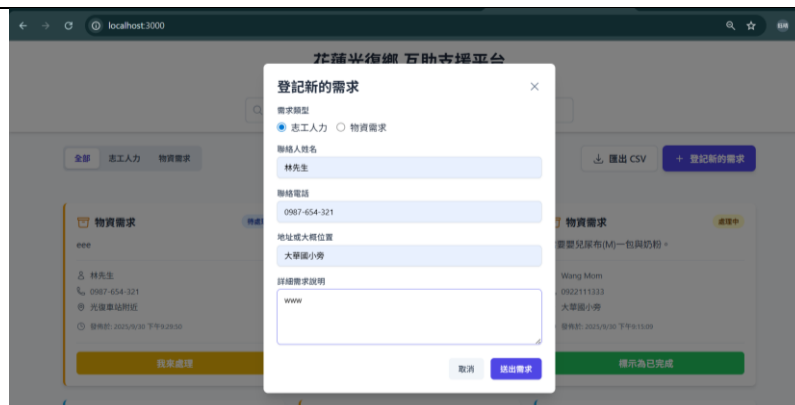 localhost:3000
花蓮光復鄉 互助支援平台
登記新的需求
需求類型
志工人力 物資需求
聯絡人姓名
林先生
聯絡電話
0987-654-321
地址或大概位置
大華國小旁
詳細需求說明
www
取消 送出需求
全部 志工人力 物資需求
匯出 CSV + 登記新的需求
物資需求
eee
林先生
0987-654-321
光復車站附近
發佈於: 2025/9/30 下午9:29:50
我來處理
物資需求 處理中
要嬰兒尿布(M)一包與奶粉。
Wang Mom
0922111333
大華國小旁
發佈於: 2025/9/30 下午9:15:09
標示為已完成